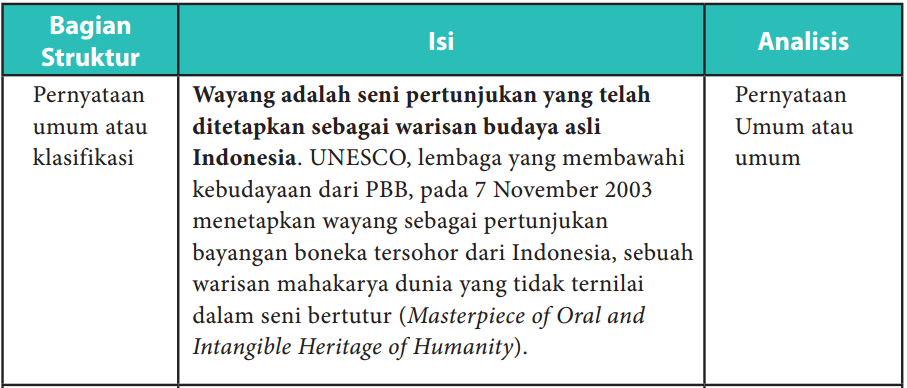 Bagian
Struktur
Isi
Analisis
Pernyataan
umum atau
klasifikasi
Wayang adalah seni pertunjukan yang telah
ditetapkan sebagai warisan budaya asli
Indonesia. UNESCO, lembaga yang membawahi
kebudayaan dari PBB, pada 7 November 2003
menetapkan wayang sebagai pertunjukan
bayangan boneka tersohor dari Indonesia, sebuah
warisan mahakarya dunia yang tidak ternilai
dalam seni bertutur (Masterpiece of Oral and
Intangible Heritage of Humanity).
Pernyataan
Umum atau
umum